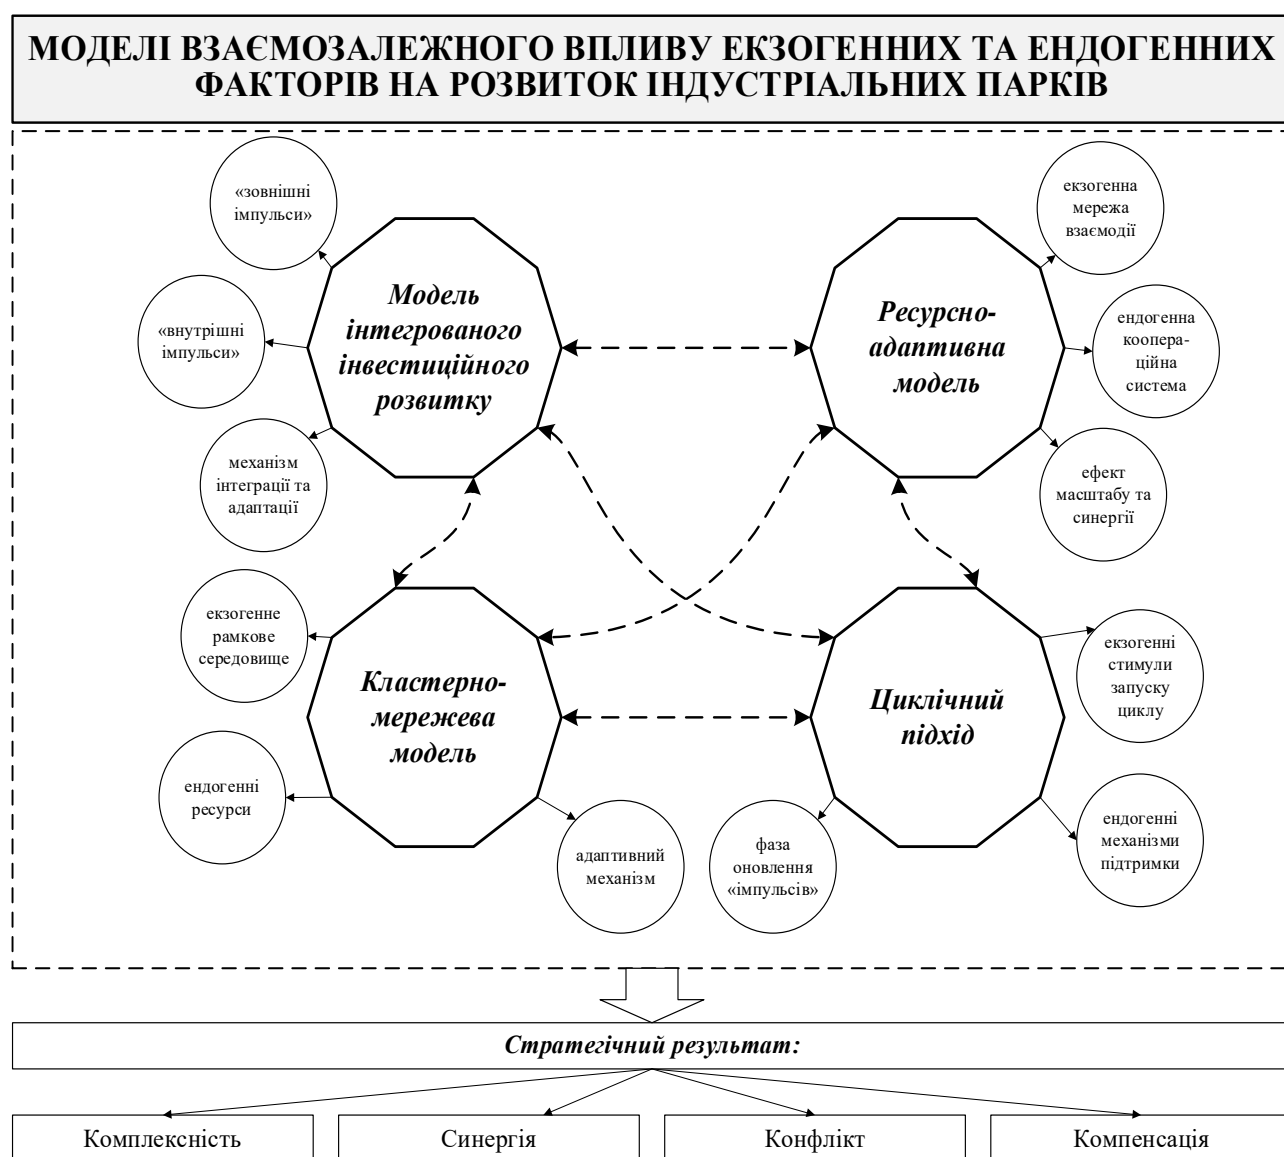 МОДЕЛІ ВЗАЄМОЗАЛЕЖНОГО ВПЛИВУ ЕКЗОГЕННИХ ТА ЕНДОГЕННИХ
ФАКТОРІВ НА РОЗВИТОК ІНДУСТРІАЛЬНИХ ПАРКІВ
«зовнішні
імпульси»
«внутрішні
імпульси»
механізм
інтеграції та
адаптації
Модель
інтегрованого
інвестиційного
розвитку
Ресурсно-
адаптивна
модель
екзогенна
мережа
взаємодії
ендогенна
коопера-
ційна
система
ефект
масштабу та
синергії
екзогенне
рамкове
середовище
ендогенні
ресурси
Кластерно-
мережева
модель
адаптивний
механізм
Циклічний
підхід
екзогенні
стимули
запуску
циклу
ендогенні
механізми
підтримки
фаза
оновлення
«імпульсів»
Стратегічний результат:
Комплексність
Синергія
Конфлікт
Компенсація